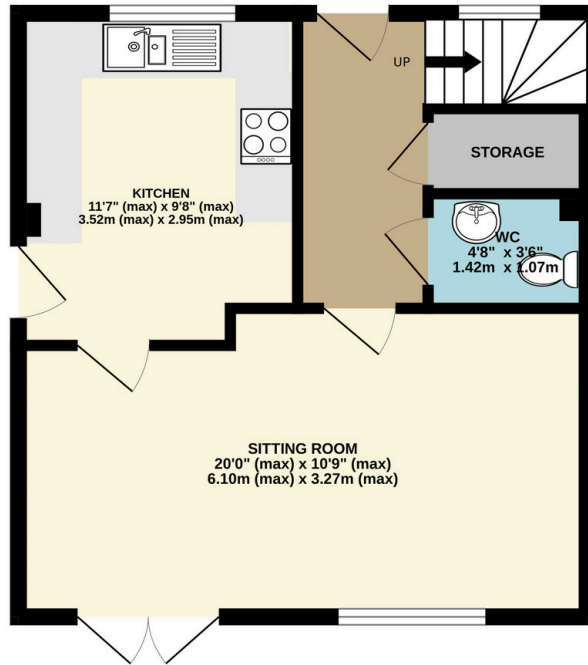 UP
STORAGE
KITCHEN
11'7" (max) x 9'8" (max)
3.52m (max) x 2.95m (max)
WC
4'8" x 3'6"
1.42m x 1.07m
SITTING ROOM
20'0" (max) x 10'9" (max)
6.10m (max) x 3.27m (max)